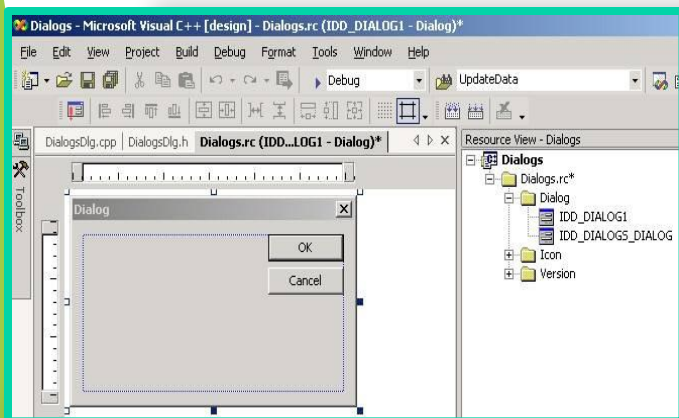 Dialogs - Microsoft Visual C++ [design] - Dialogs.rc (IDD_DIALOG1 - Dialog)*
File Edit View Project Build Debug Format Tools Window Help
Debug UpdateData
DialogsDlg.cpp DialogsDlg.h Dialogs.rc (IDD...LOG1 - Dialog)*
Resource View - Dialogs
Toolbox
Dialog
OK
Cancel
Dialogs
Dialogs.rc*
Dialog
IDD_DIALOG1
IDD_DIALOGS_DIALOG
Icon
Version